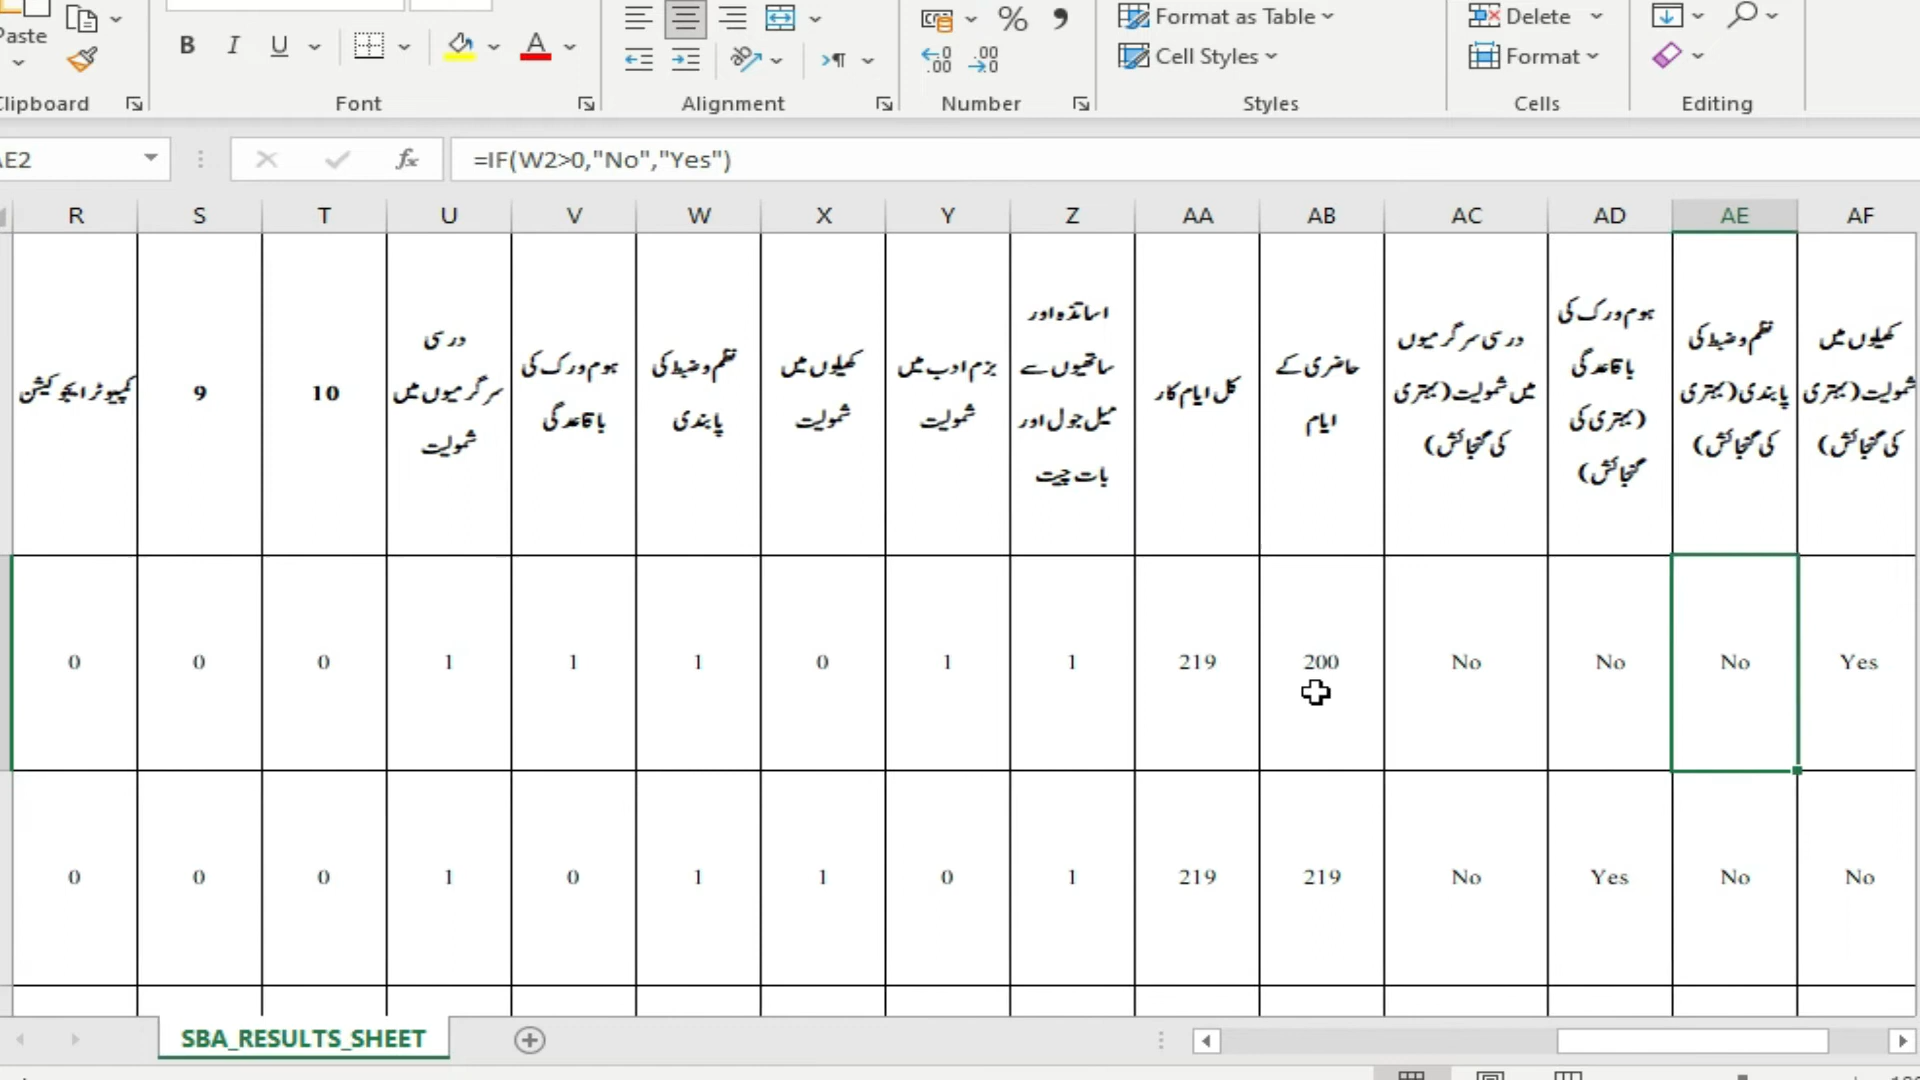 Paste
B I U A
% ,
Format as Table
Cell Styles
Delete
Format
Clipboard
Font
Alignment
Number
Styles
Cells
Editing
AE2
fx
=IF(W2>0,"No","Yes")
R S T U V W X Y Z AA AB AC AD AE AF
کمپیوٹر ایجوکیشن
9
10
درسی
سرگرمیوں میں
شمولیت
ہوم ورک کی
باقاعدگی
نظم وضبط کی
پابندی
کھیلوں میں
شمولیت
بزم ادب میں
شمولیت
اساتذہ اور
ساتھیوں سے
میل جول اور
بات چیت
کل ایام کار
حاضری کے
ایام
درسی سرگرمیوں
میں شمولیت(بہتری
کی گنجائش)
ہوم ورک کی
باقاعدگی
(بہتری کی
گنجائش)
نظم وضبط کی
پابندی(بہتری
کی گنجائش)
کھیلوں میں
شمولیت(بہتری
کی گنجائش)
0 0 0 1 1 1 0 1 1 219 200 No No No Yes
0 0 0 1 0 1 1 0 1 219 219 No Yes No No
SBA_RESULTS_SHEET